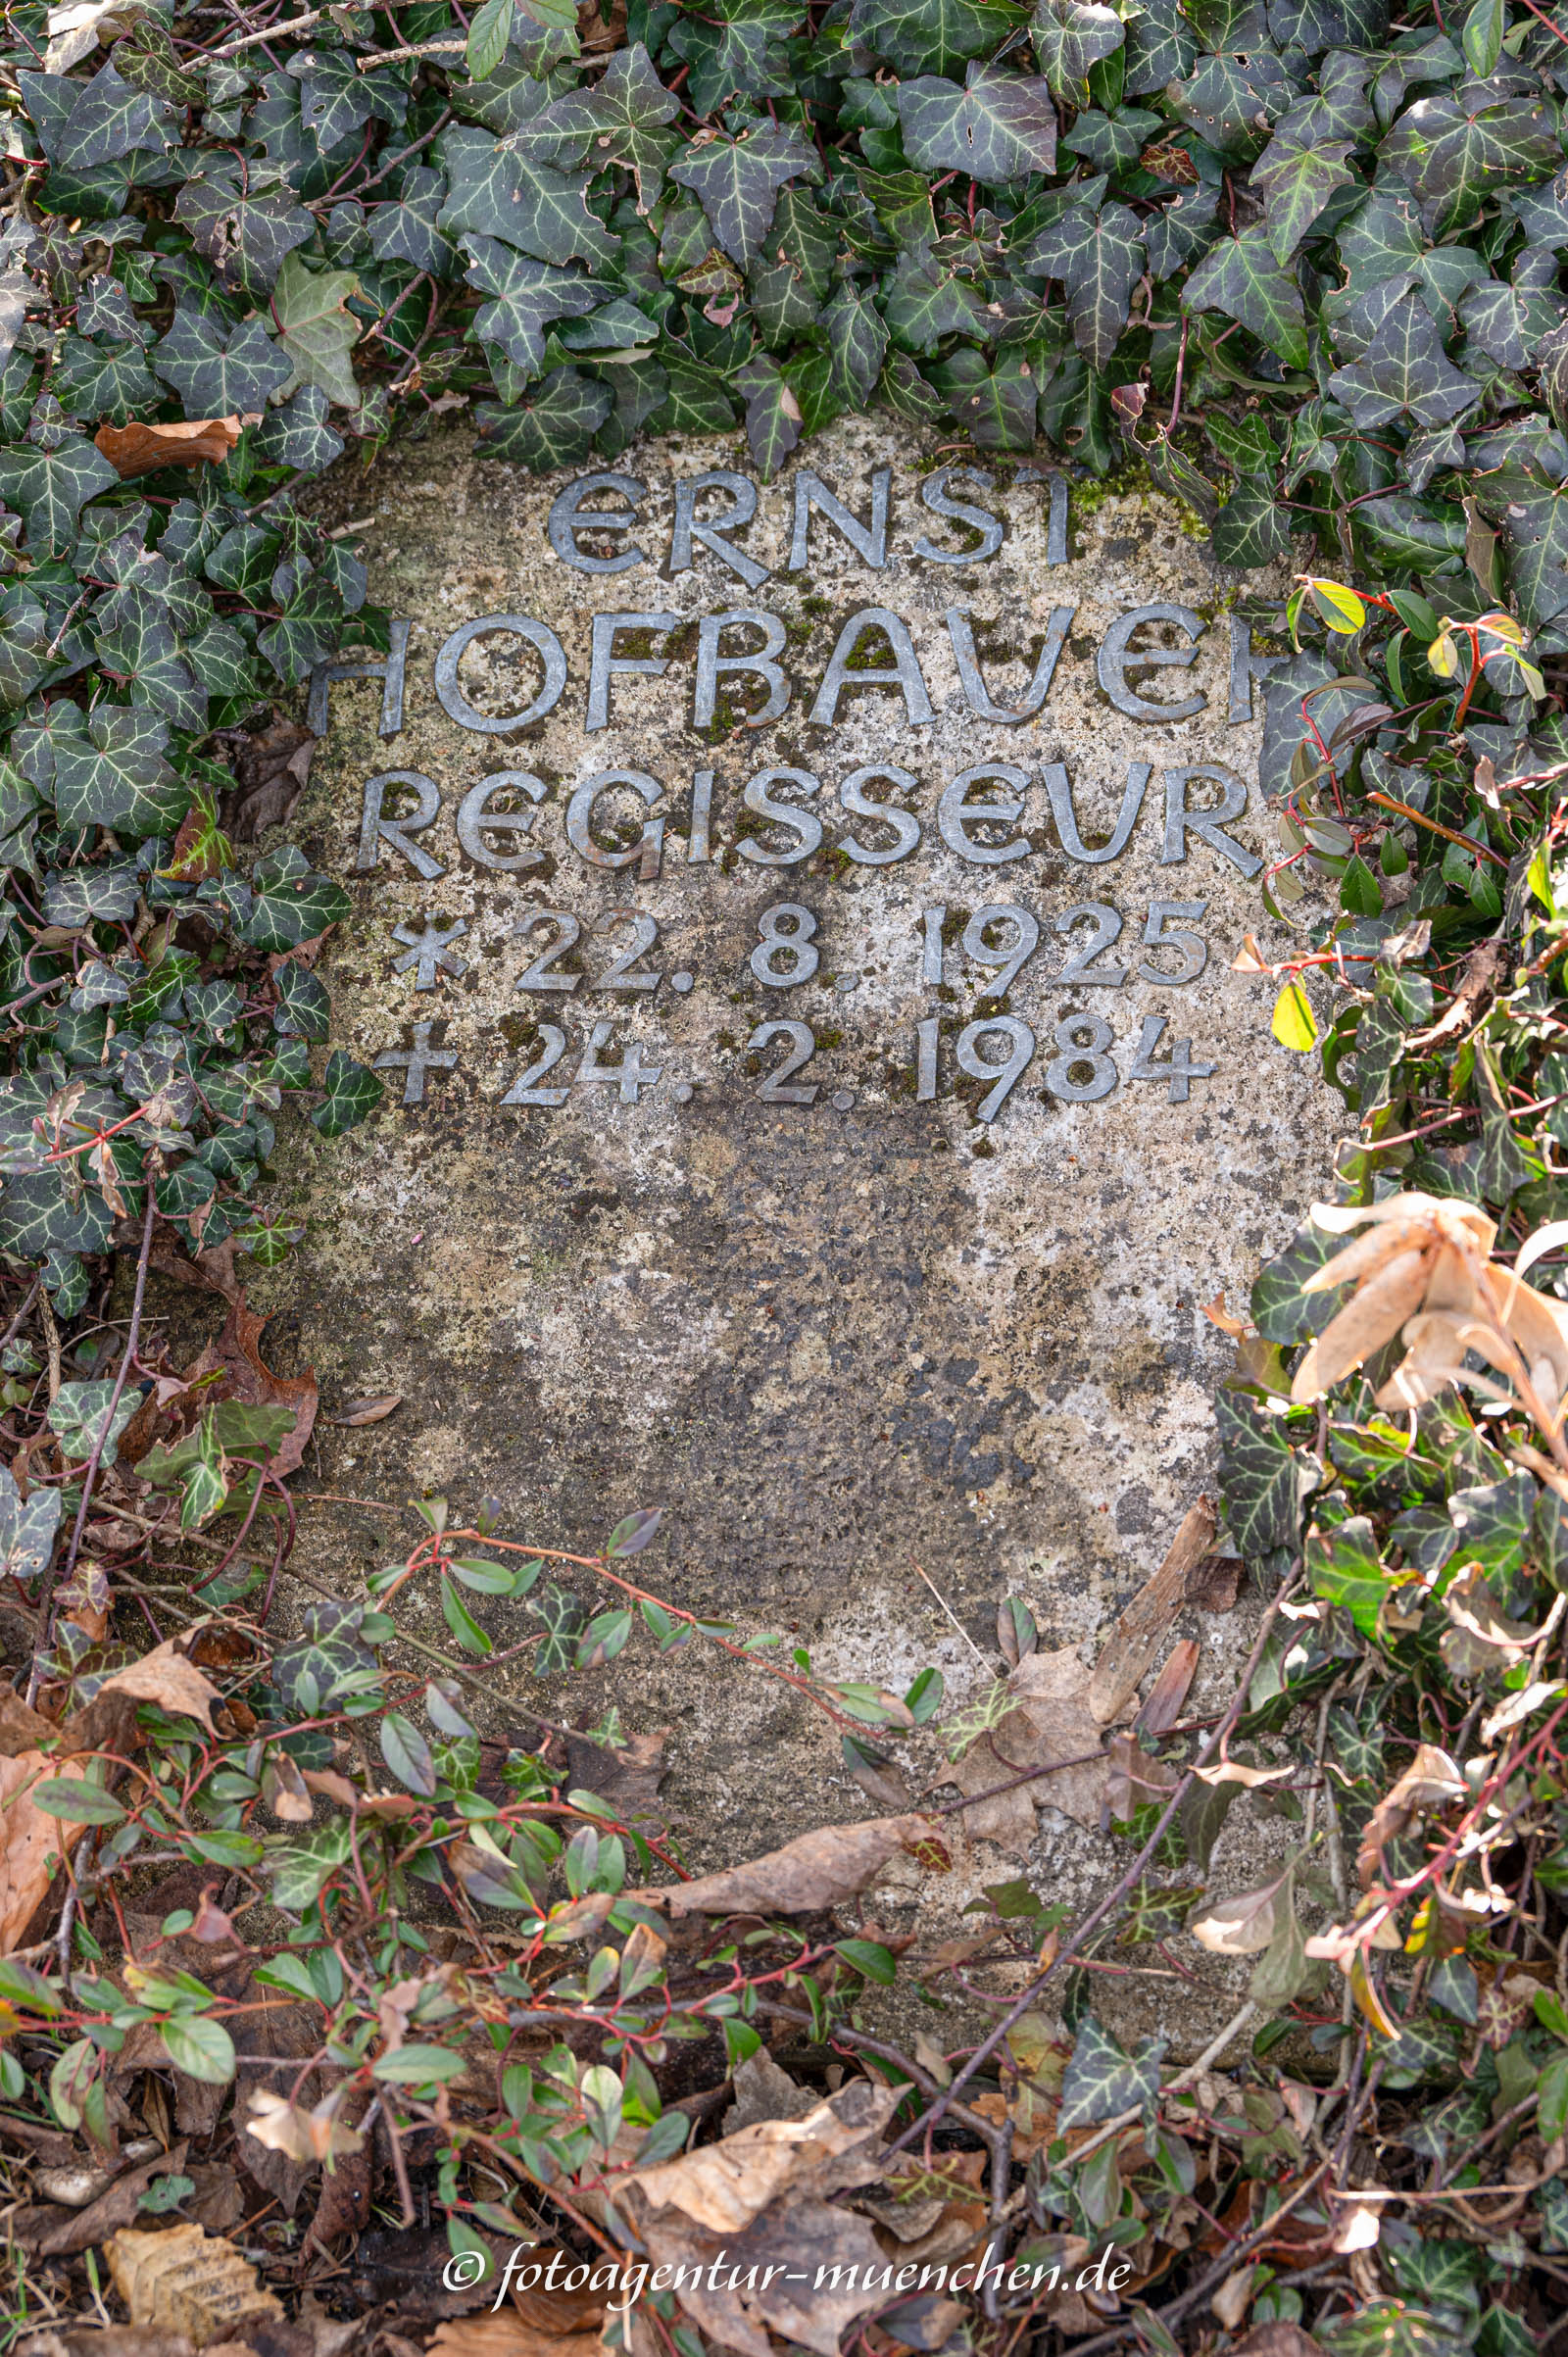 ERNST
HOFBAUER
REGISSEUR
* 22. 8. 1925
+ 24. 2. 1984
© fotoagentur-muenchen.de